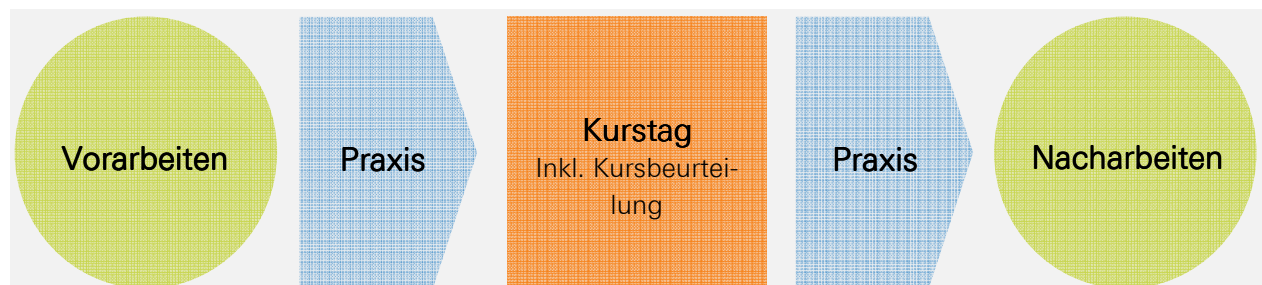 Vorarbeiten
Praxis
Kurstag
Inkl. Kursbeurtei-
lung
Praxis
Nacharbeiten